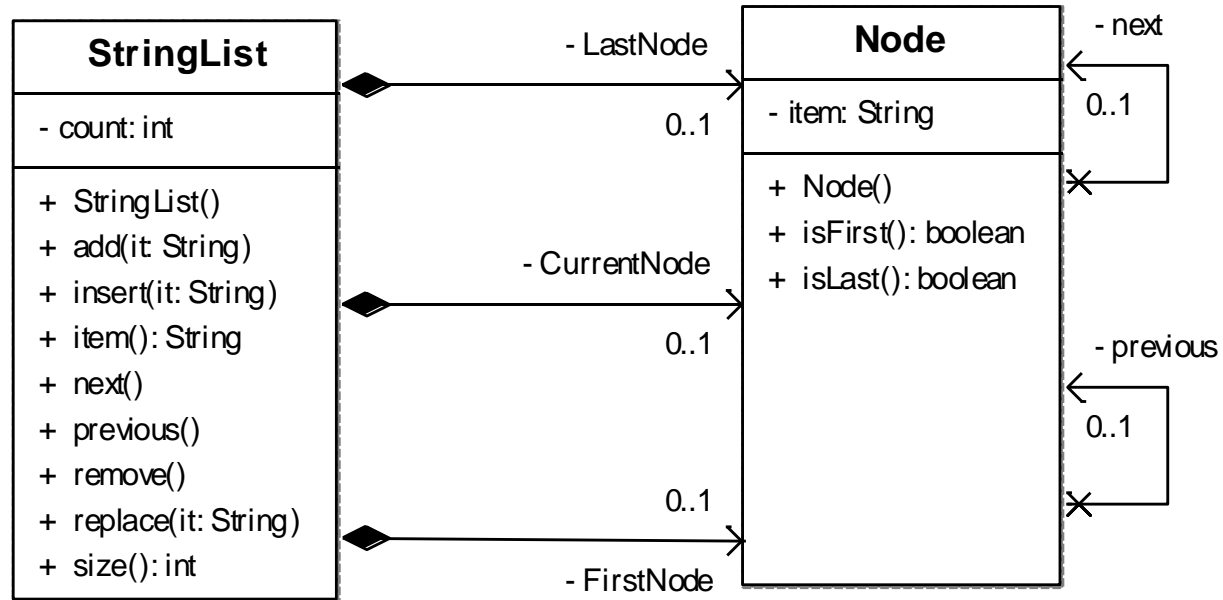 StringList
- count: int
+ StringList()
+ add(it: String)
+ insert(it: String)
+ item(): String
+ next()
+ previous()
+ remove()
+ replace(it: String)
+ size(): int
- LastNode
0..1
- CurrentNode
0..1
0..1
- FirstNode
Node
- item: String
+ Node()
+ isFirst(): boolean
+ isLast(): boolean
- next
0..1
- previous
0..1